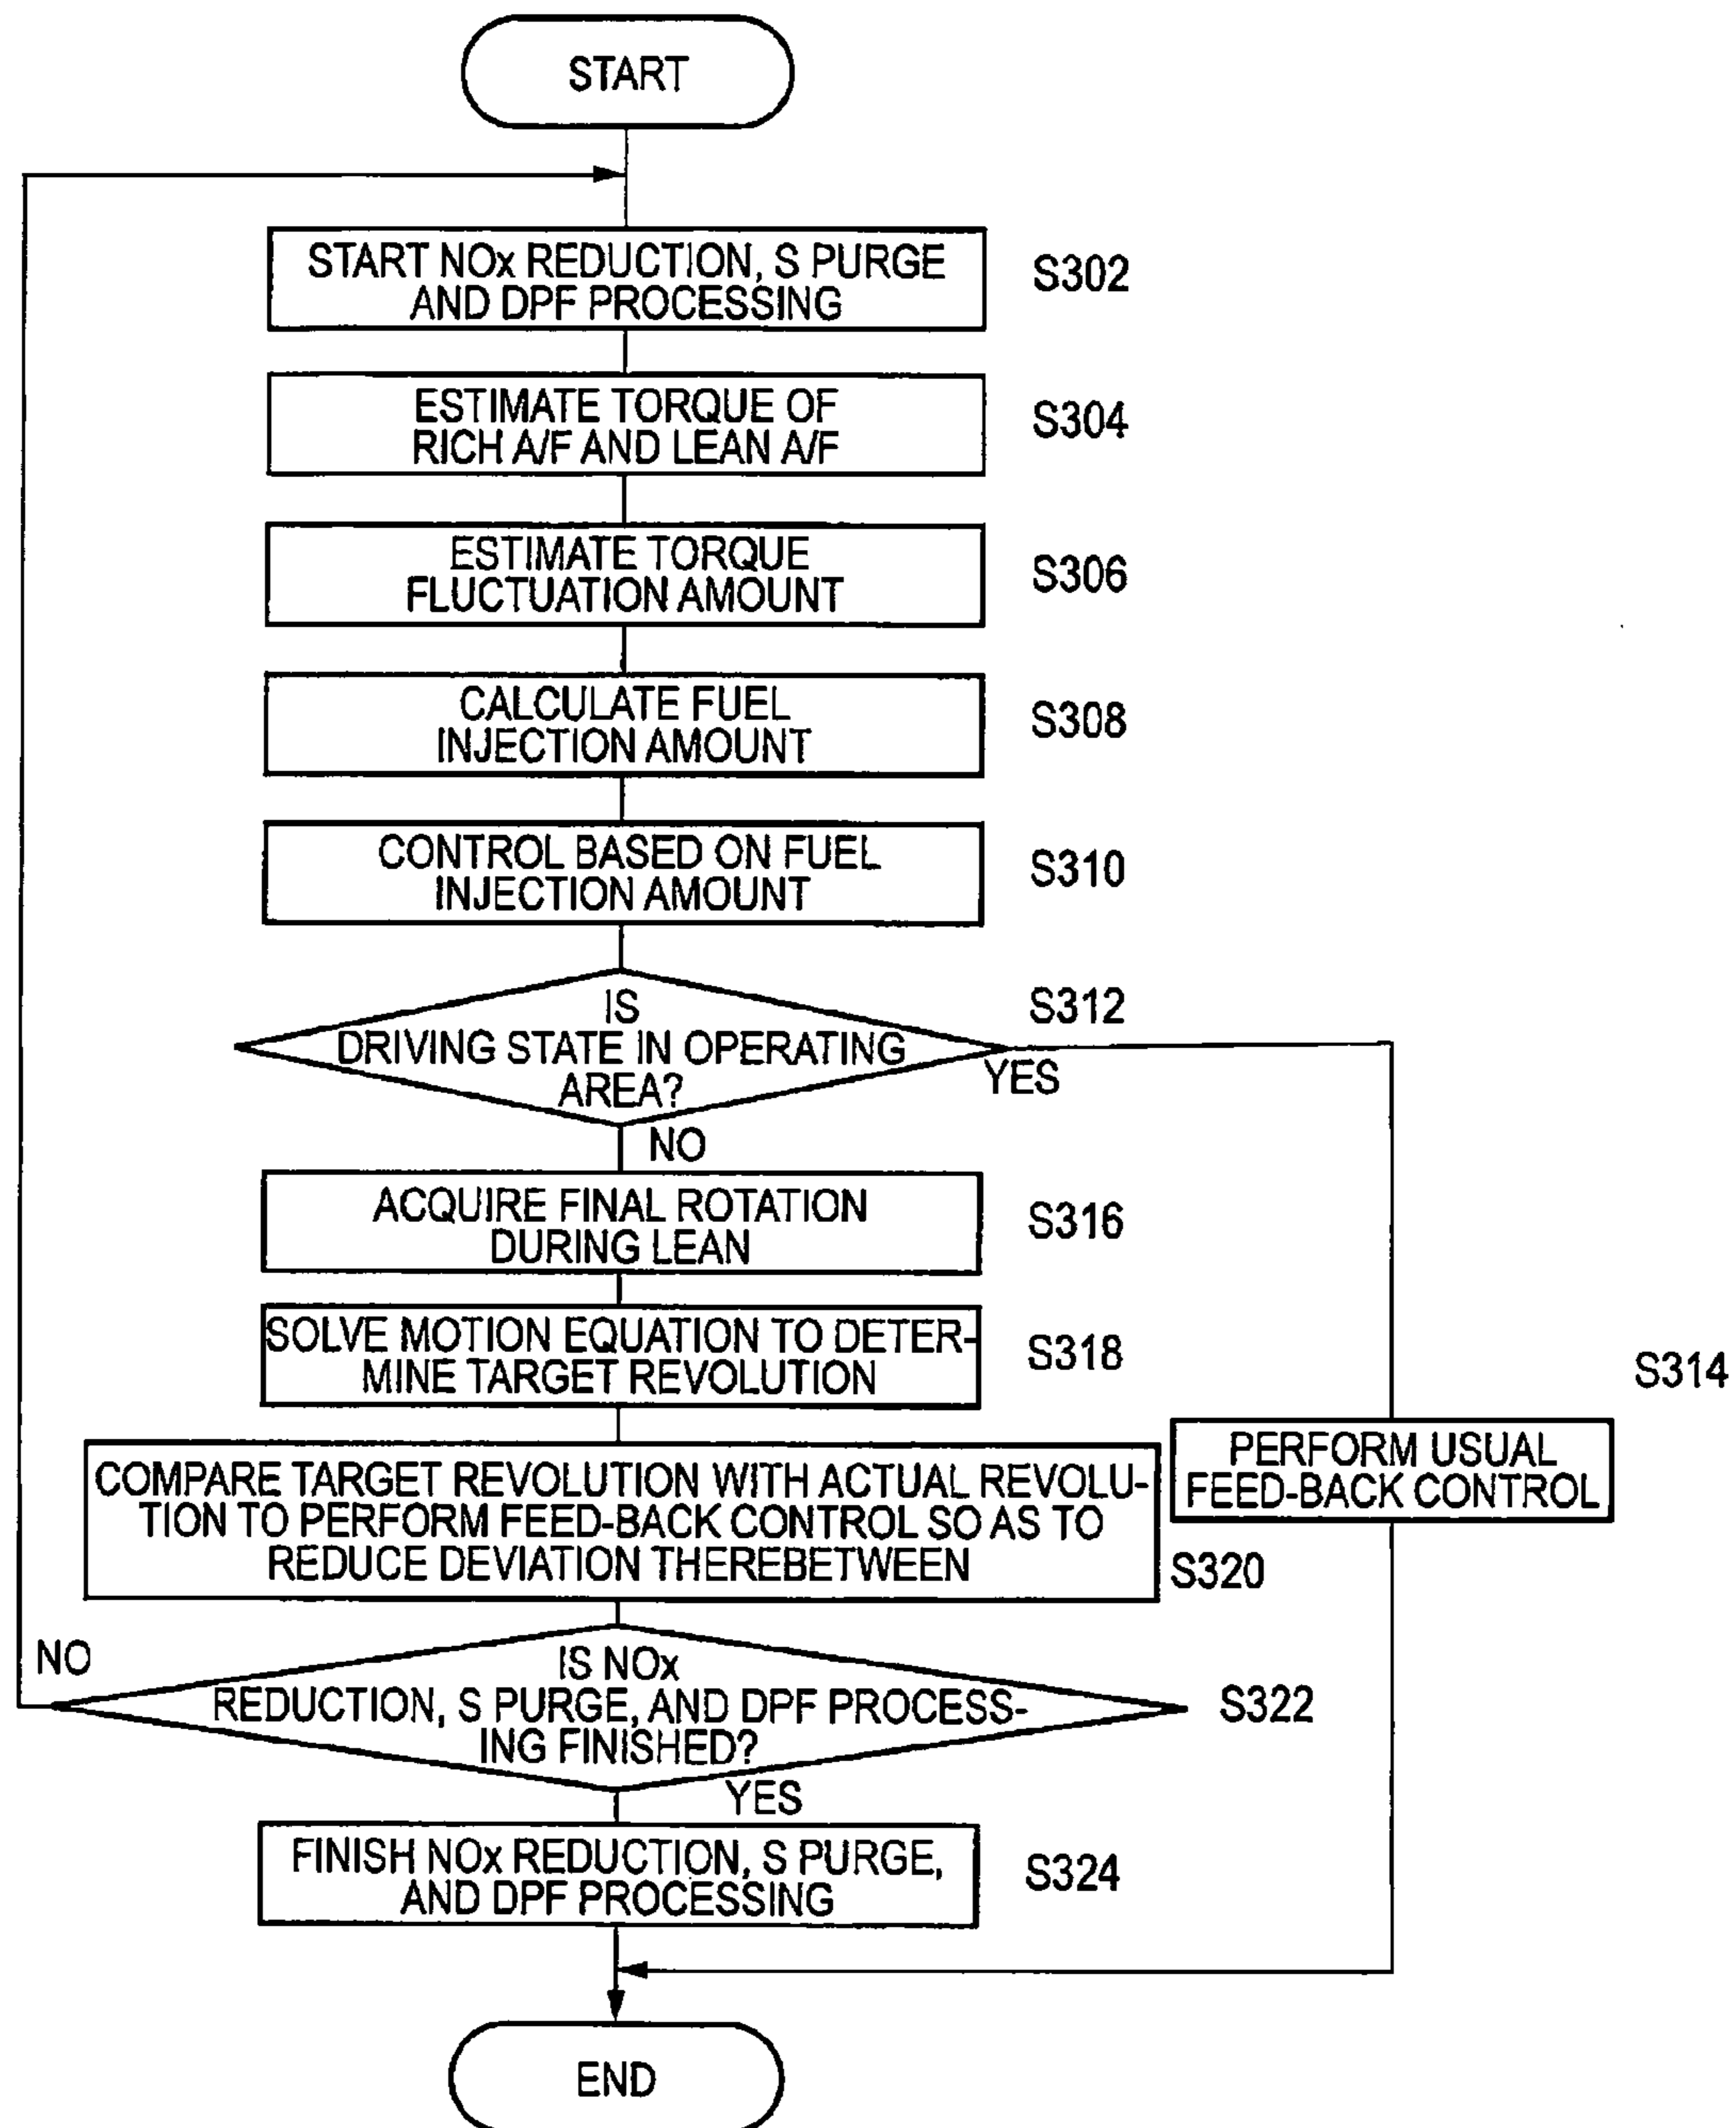 START
START NOx REDUCTION, S PURGE
AND DPF PROCESSING
S302
ESTIMATE TORQUE OF
RICH A/F AND LEAN A/F
S304
ESTIMATE TORQUE
FLUCTUATION AMOUNT
S306
CALCULATE FUEL
INJECTION AMOUNT
S308
CONTROL BASED ON FUEL
INJECTION AMOUNT
S310
IS
DRIVING STATE IN OPERATING
AREA?
S312
YES
NO
ACQUIRE FINAL ROTATION
DURING LEAN
S316
SOLVE MOTION EQUATION TO DETER-
MINE TARGET REVOLUTION
S318
S314
PERFORM USUAL
FEED-BACK CONTROL
COMPARE TARGET REVOLUTION WITH ACTUAL REVOLU-
TION TO PERFORM FEED-BACK CONTROL SO AS TO
REDUCE DEVIATION THEREBETWEEN
S320
NO
IS NOx
REDUCTION, S PURGE, AND DPF PROCESS-
ING FINISHED?
S322
YES
FINISH NOx REDUCTION, S PURGE,
AND DPF PROCESSING
S324
END